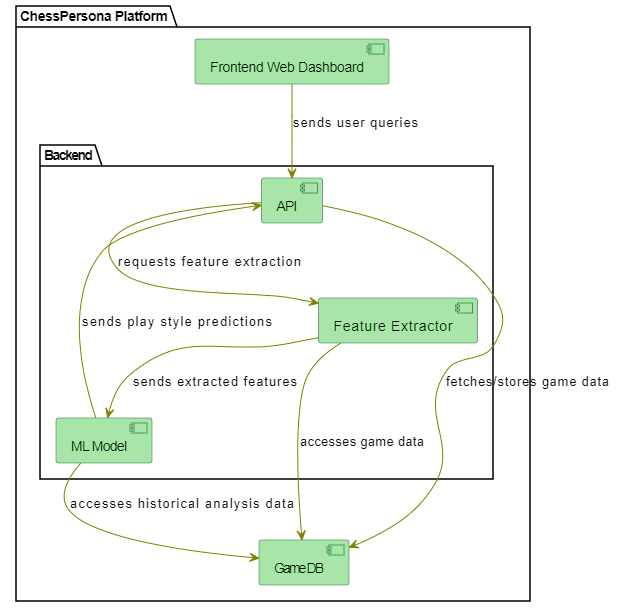 ChessPersona Platform
Frontend Web Dashboard
sends user queries
Backend
API
requests feature extraction
sends play style predictions
Feature Extractor
sends extracted features
fetches/stores game data
ML Model
accesses game data
accesses historical analysis data
GameDB